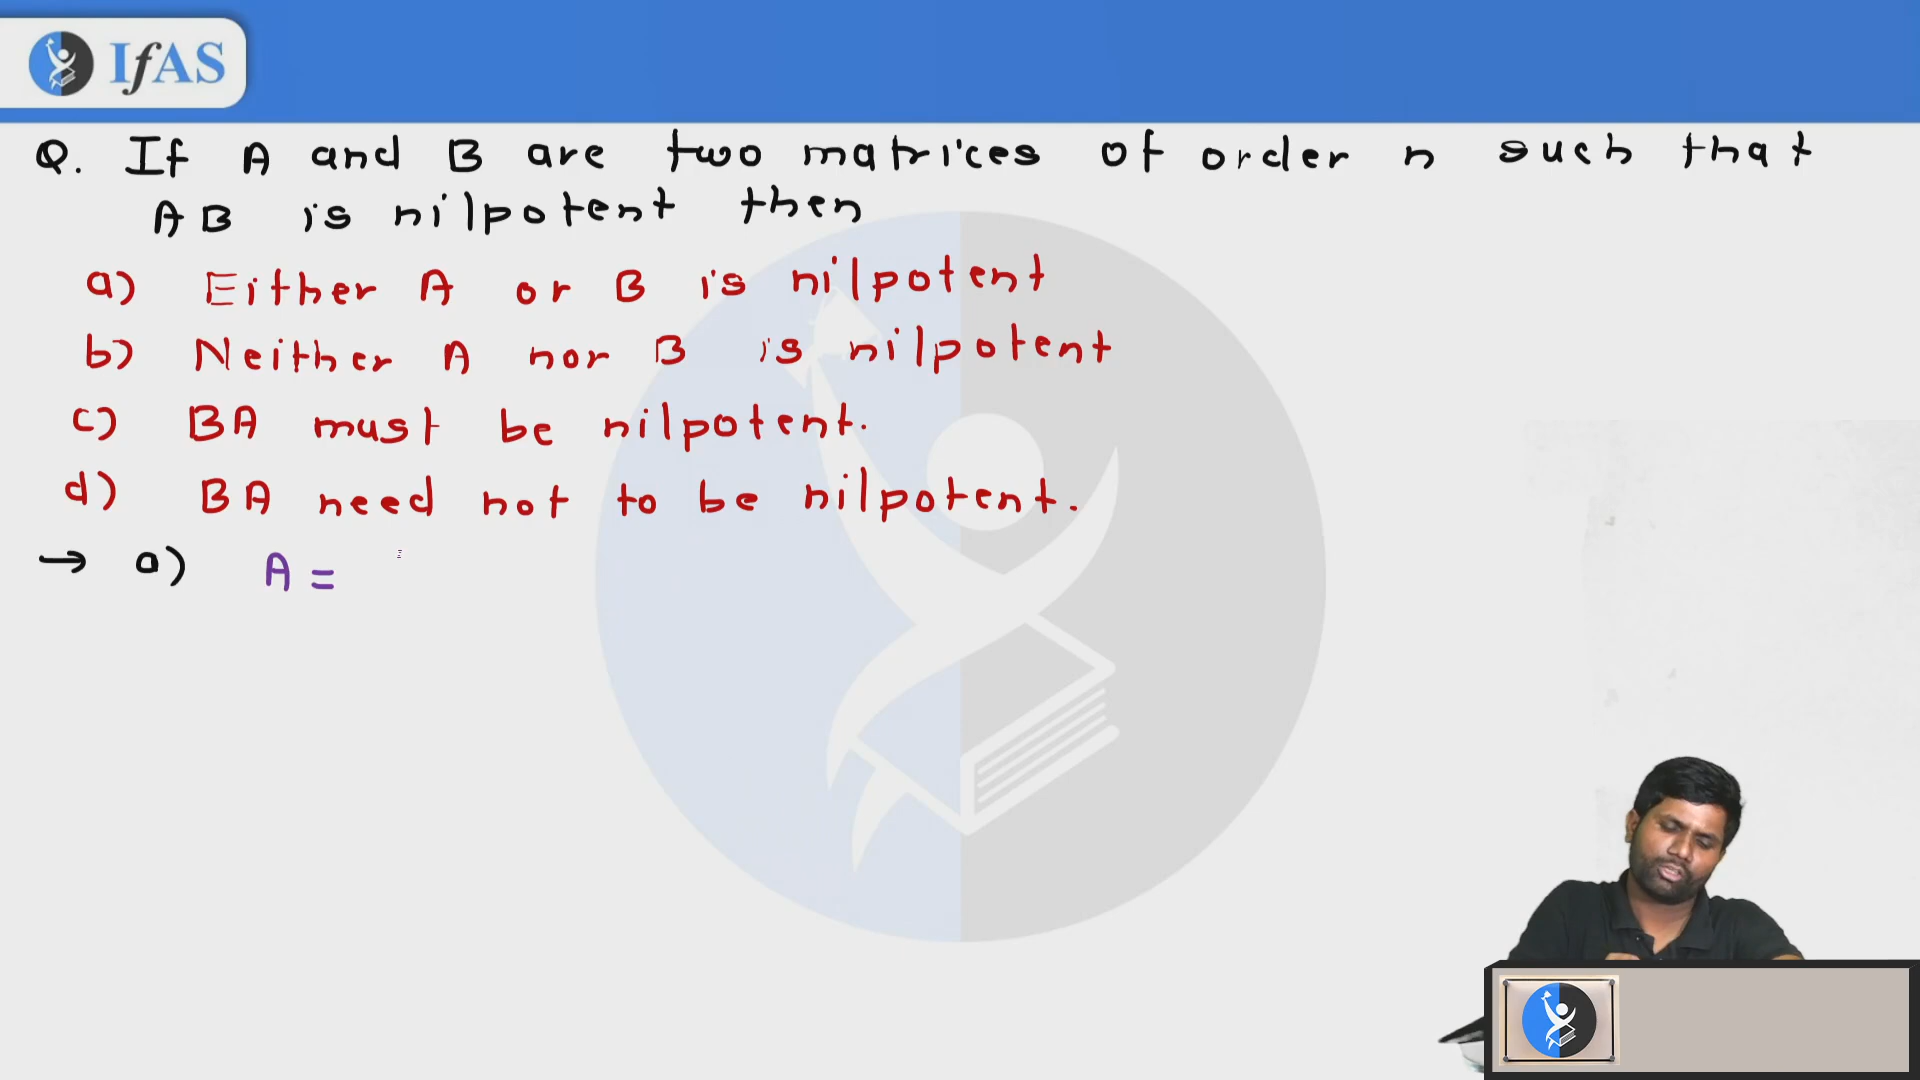 IfAS
Q. If A and B are two matrices of order n such that
AB is nilpotent then
a) Either A or B is nilpotent
b) Neither A nor B is nilpotent
c) BA must be nilpotent.
d) BA need not to be nilpotent.
→ a) A =